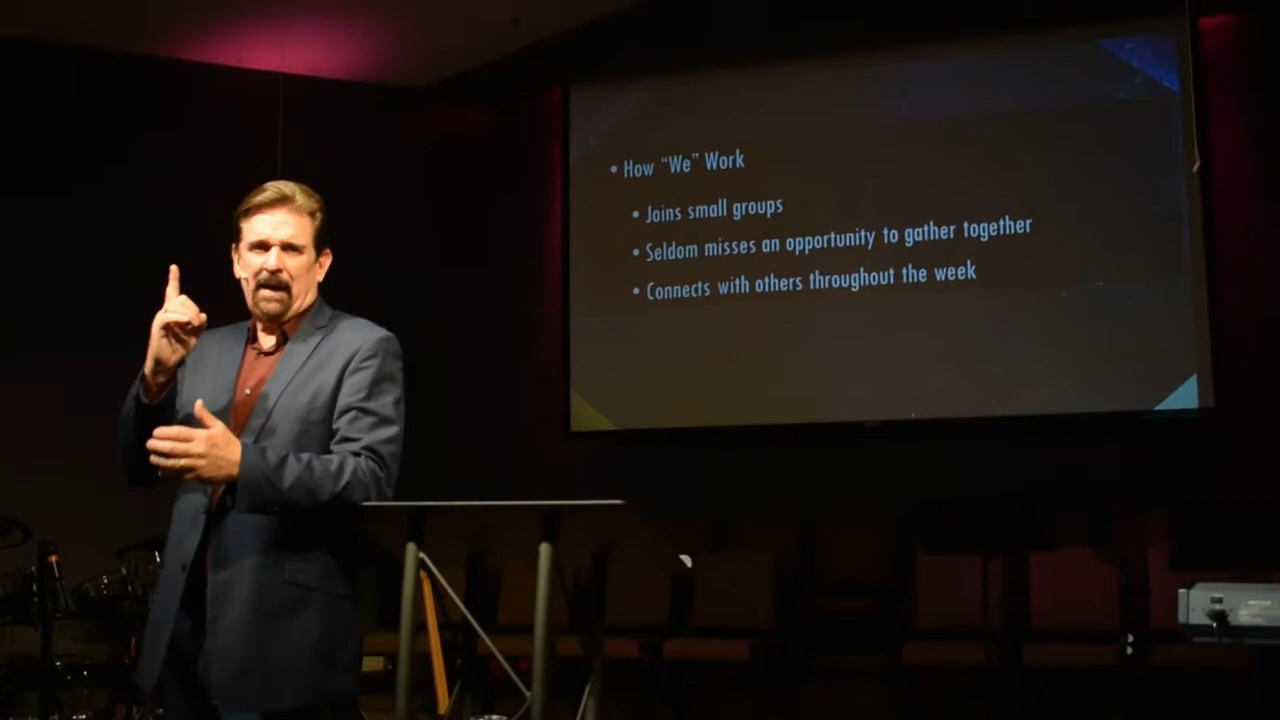 • How “We” Work
• Joins small groups
• Seldom misses an opportunity to gather together
• Connects with others throughout the week